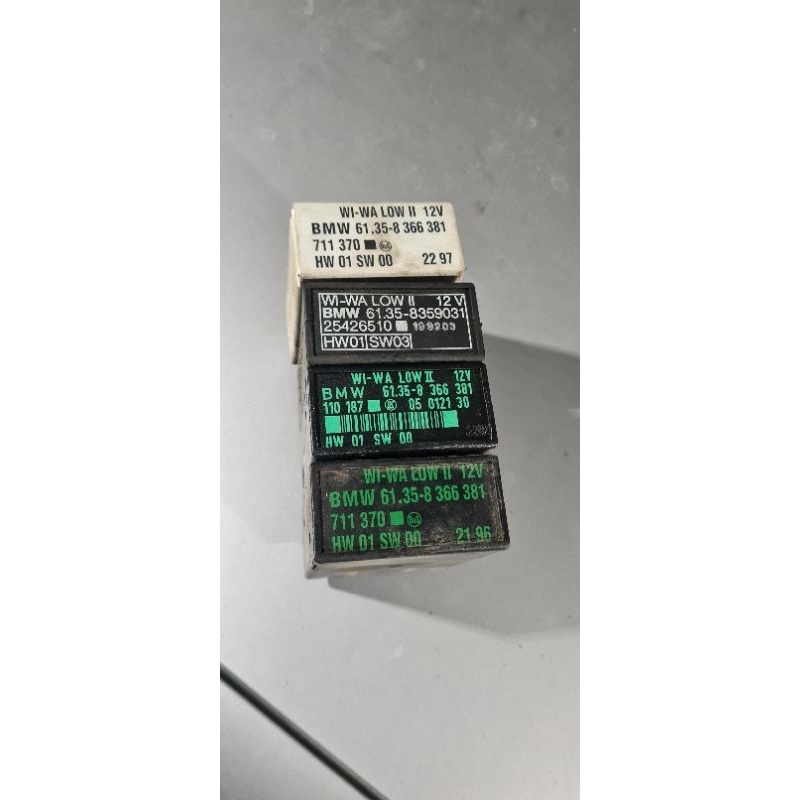 WI-WA LOW II 12V
BMW 61.35-8 366 381
711 370
HW 01 SW 00 22 97
WI-WA LOW II 12 V
BMW 61.35-8359031
25426510 199203
HW01 SW03
WI-WA LOW II 12V
BMW 61.35-8 366 381
110 187 05 0121 30
HW 01 SW 00
WI-WA LOW II 12V
BMW 61.35-8 366 381
711 370
HW 01 SW 00 21 96